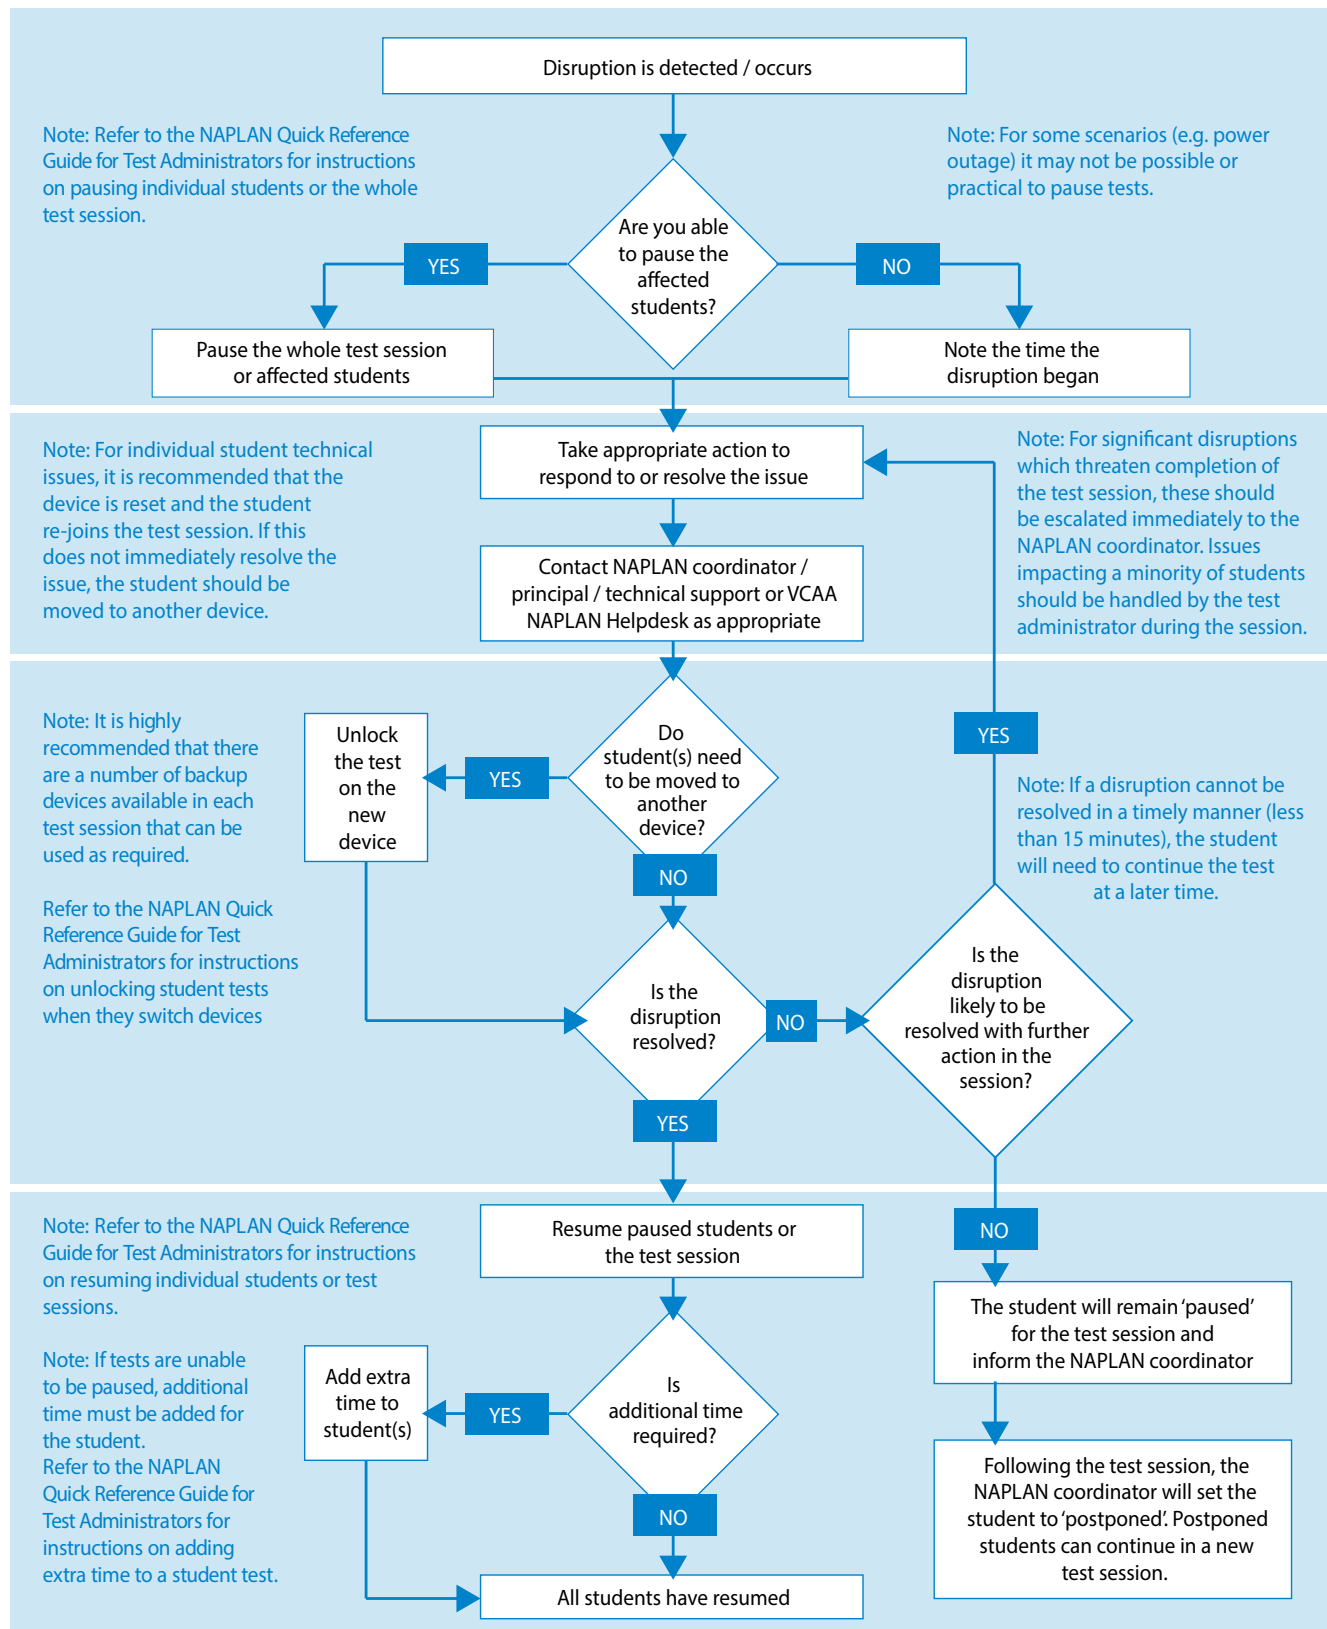 Disruption is detected / occurs
Note: Refer to the NAPLAN Quick Reference
Guide for Test Administrators for instructions
on pausing individual students or the whole
test session.
Note: For some scenarios (e.g. power
outage) it may not be possible or
practical to pause tests.
Are you able
to pause the
affected
students?
YES
NO
Pause the whole test session
or affected students
Note the time the
disruption began
Note: For individual student technical
issues, it is recommended that the
device is reset and the student
re-joins the test session. If this
does not immediately resolve the
issue, the student should be
moved to another device.
Take appropriate action to
respond to or resolve the issue
Contact NAPLAN coordinator /
principal / technical support or VCAA
NAPLAN Helpdesk as appropriate
Note: For significant disruptions
which threaten completion of
the test session, these should
be escalated immediately to the
NAPLAN coordinator. Issues
impacting a minority of students
should be handled by the test
administrator during the session.
Note: It is highly
recommended that there
are a number of backup
devices available in each
test session that can be
used as required.
Refer to the NAPLAN Quick
Reference Guide for Test
Administrators for instructions
on unlocking student tests
when they switch devices
Unlock
the test
on the
new
device
YES
Do
student(s) need
to be moved to
another
device?
NO
YES
Note: If a disruption cannot be
resolved in a timely manner (less
than 15 minutes), the student
will need to continue the test
at a later time.
Is the
disruption
resolved?
NO
Is the
disruption
likely to be
resolved with further
action in the
session?
YES
Note: Refer to the NAPLAN Quick Reference
Guide for Test Administrators for instructions
on resuming individual students or test
sessions.
Resume paused students or
the test session
NO
The student will remain ‘paused’
for the test session and
inform the NAPLAN coordinator
Note: If tests are unable
to be paused, additional
time must be added for
the student.
Refer to the NAPLAN
Quick Reference Guide for
Test Administrators for
instructions on adding
extra time to a student test.
Add extra
time to
student(s)
YES
Is
additional time
required?
NO
Following the test session, the
NAPLAN coordinator will set the
student to ‘postponed’. Postponed
students can continue in a new
test session.
All students have resumed